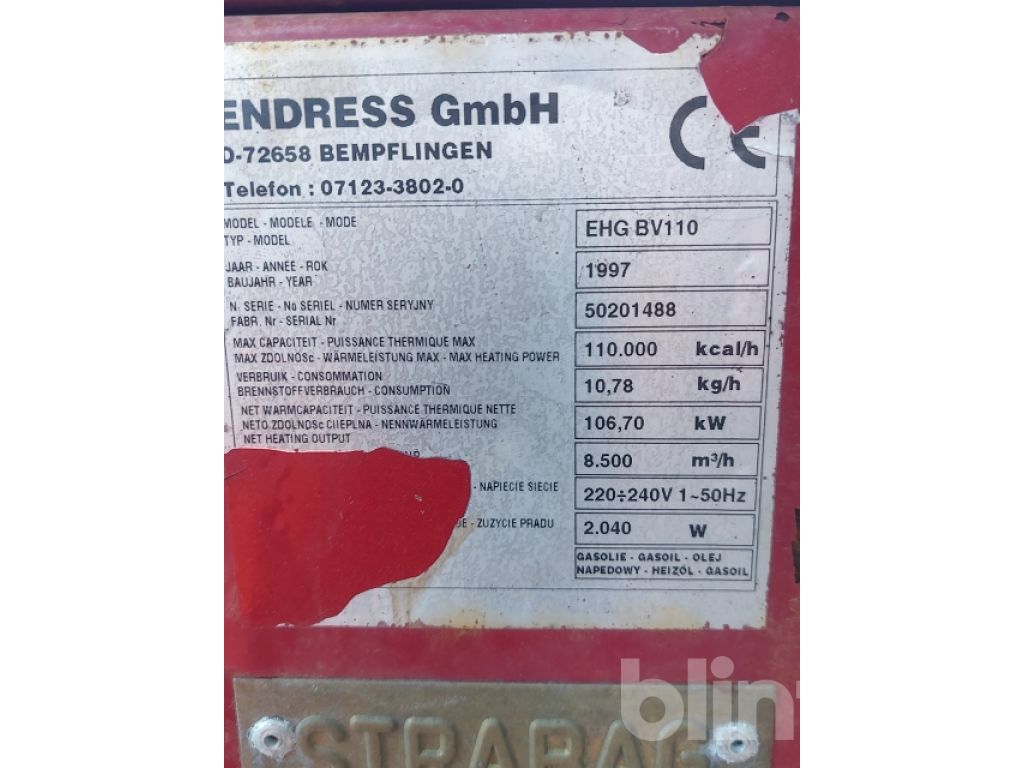 ENDRESS GmbH
D-72658 BEMPFLINGEN
Telefon : 07123-3802-0
CE
MODEL - MODELE - MODE
TYP - MODEL
EHG BV110
JAAR - ANNEE - ROK
BAUJAHR - YEAR
1997
N. SERIE - No SERIEL - NUMER SERYJNY
FABR. Nr - SERIAL Nr
50201488
MAX CAPACITEIT - PUISSANCE THERMIQUE MAX
MAX ZDOLNOSc - WÄRMELEISTUNG MAX - MAX HEATING POWER
110.000 kcal/h
VERBRUIK - CONSOMMATION
BRENNSTOFFVERBRAUCH - CONSUMPTION
10,78 kg/h
NET WARMCAPACITEIT - PUISSANCE THERMIQUE NETTE
NETO ZDOLNOSc CIIEPLNA - NENNWÄRMELEISTUNG
NET HEATING OUTPUT
106,70 kW
8.500 m³/h
- NAPIECIE SIECIE
220÷240V 1~50Hz
- ZUZYCIE PRADU
2.040 W
GASOLIE - GASOIL - OLEJ
NAPEDOWY - HEIZÖL - GASOIL
STRABAG